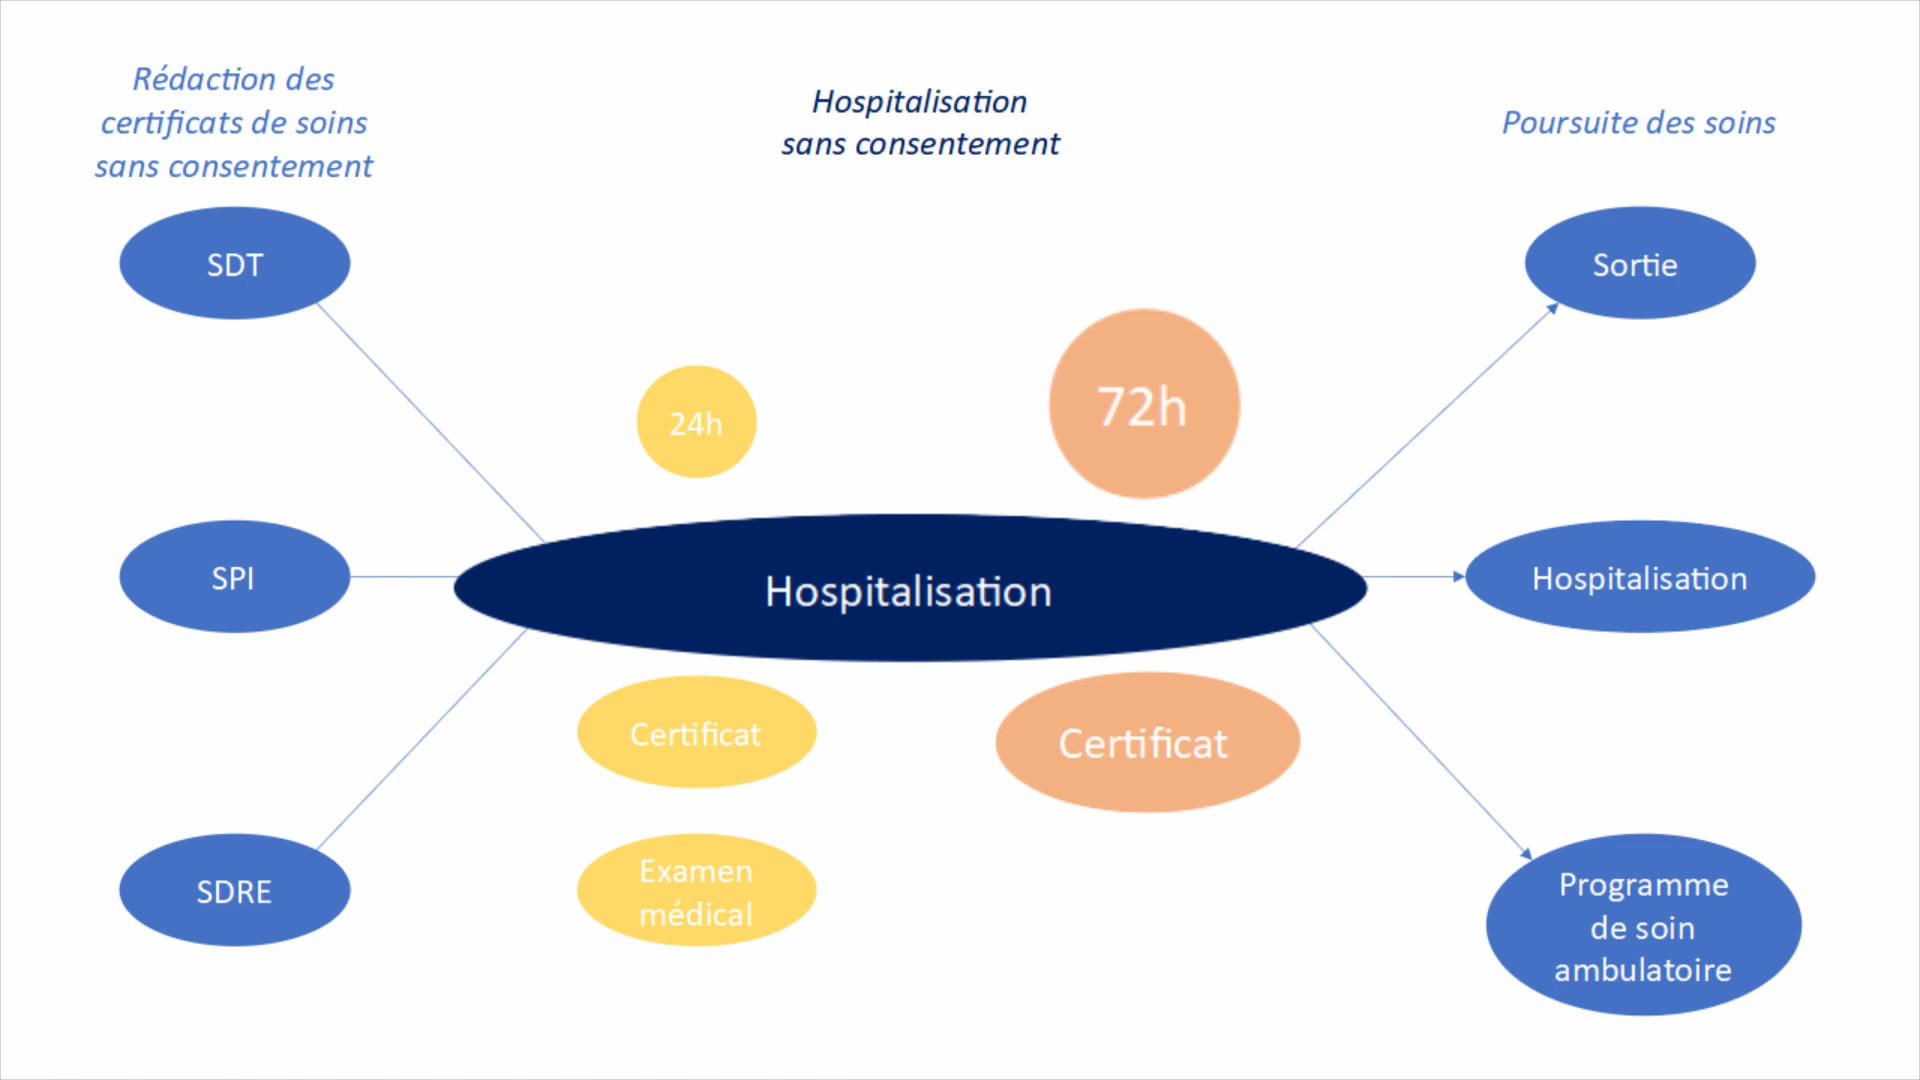 Rédaction des
certificats de soins
sans consentement
Hospitalisation
sans consentement
Poursuite des soins
SDT
Sortie
24h
72h
SPI
Hospitalisation
Hospitalisation
Certificat
Certificat
SDRE
Examen
médical
Programme
de soin
ambulatoire